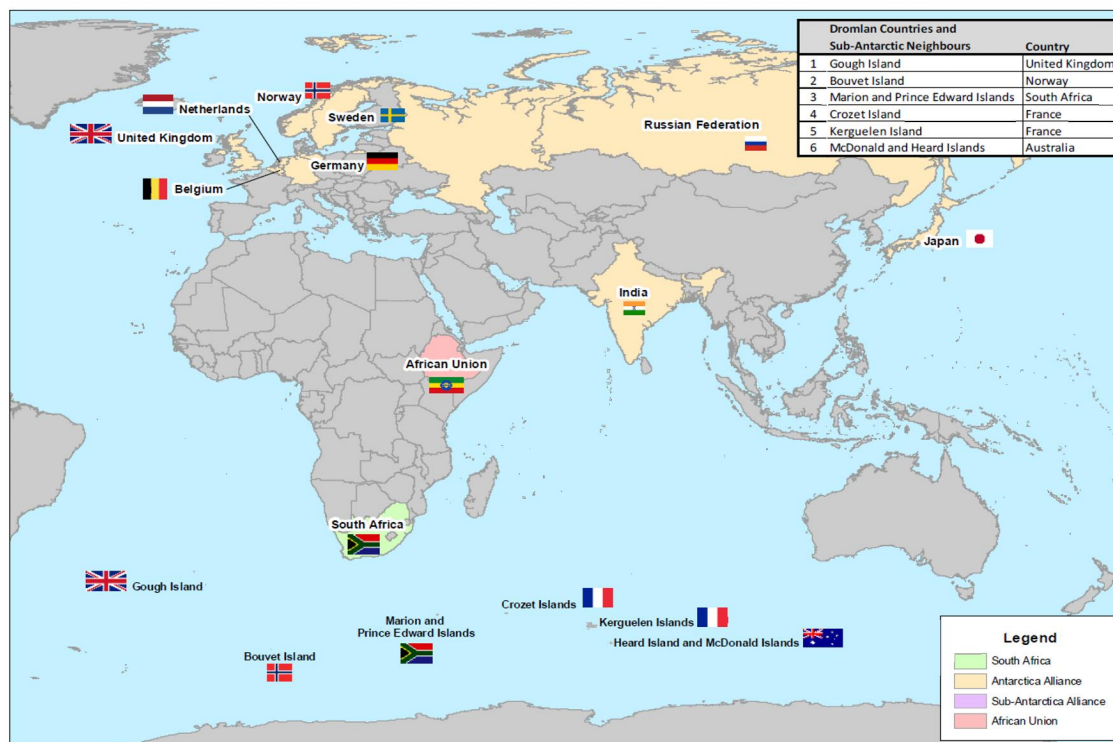 Dromlan Countries and
Sub-Antarctic Neighbours Country
1 Gough Island United Kingdom
2 Bouvet Island Norway
3 Marion and Prince Edward Islands South Africa
4 Crozet Island France
5 Kerguelen Island France
6 McDonald and Heard Islands Australia
Norway
Netherlands
Sweden
United Kingdom
Russian Federation
Germany
Belgium
Japan
India
African Union
South Africa
Gough Island
Crozet Islands
Marion and
Prince Edward Islands
Kerguelen Islands
Heard Island and McDonald Islands
Bouvet Island
Legend
South Africa
Antarctica Alliance
Sub-Antarctica Alliance
African Union